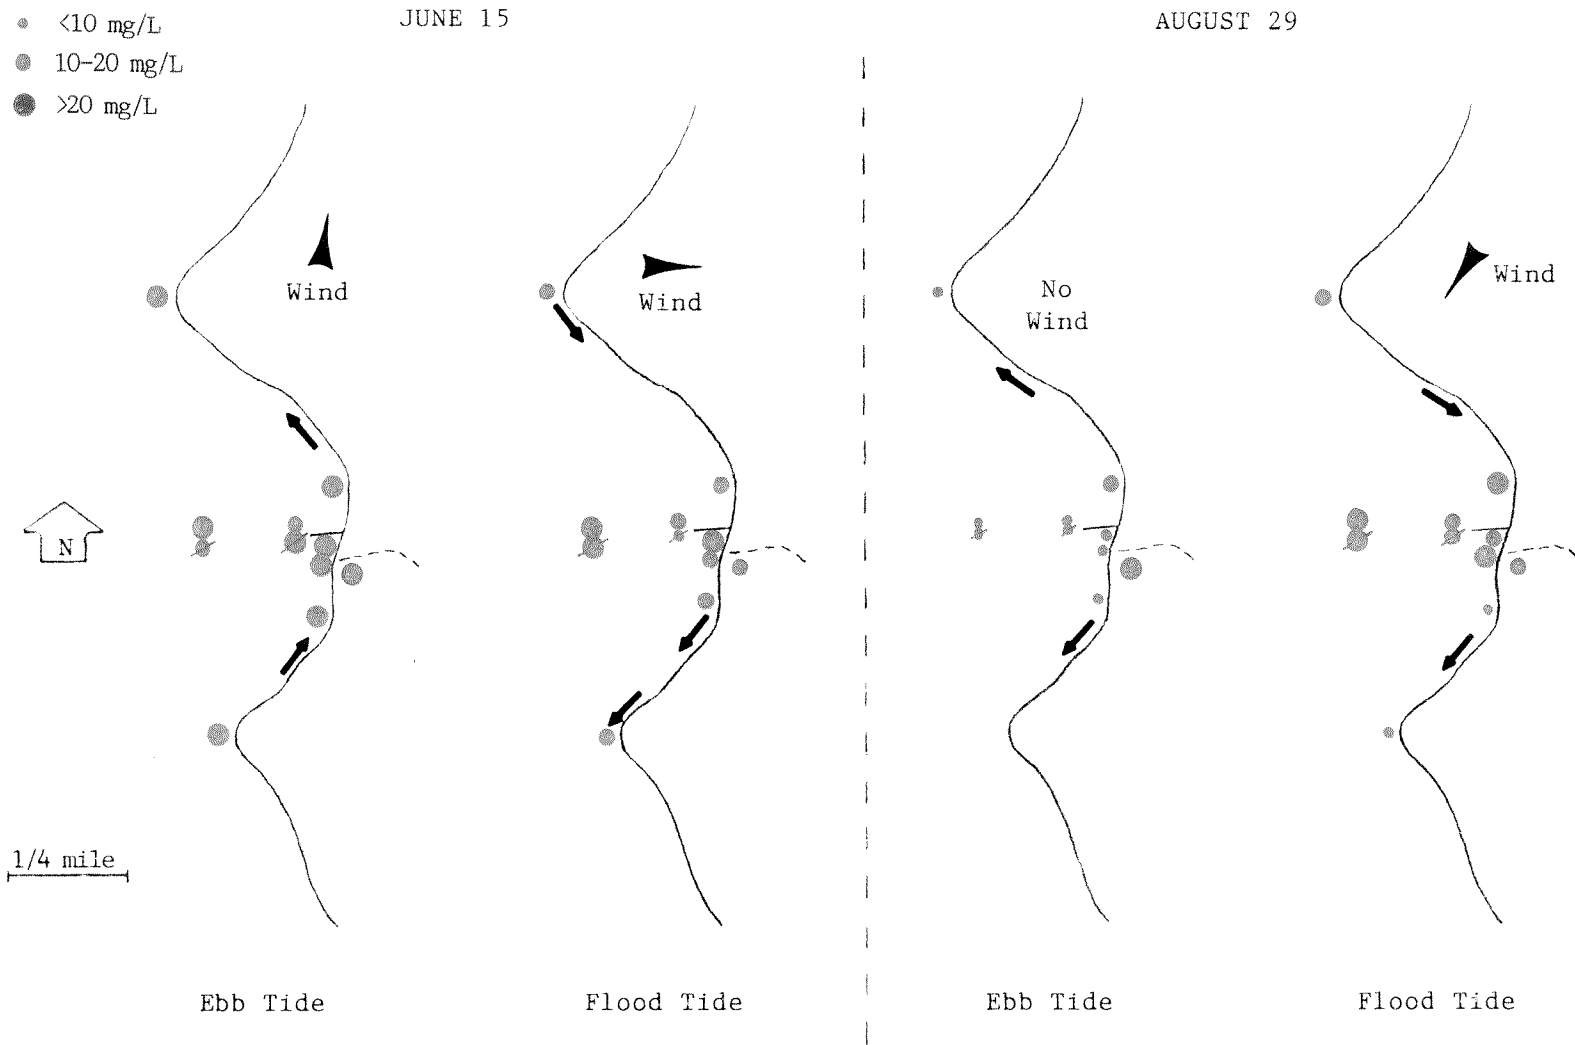 <10 mg/L
10-20 mg/L
>20 mg/L
JUNE 15
AUGUST 29
Wind
Wind
No
Wind
Wind
N
1/4 mile
Ebb Tide
Flood Tide
Ebb Tide
Flood Tide